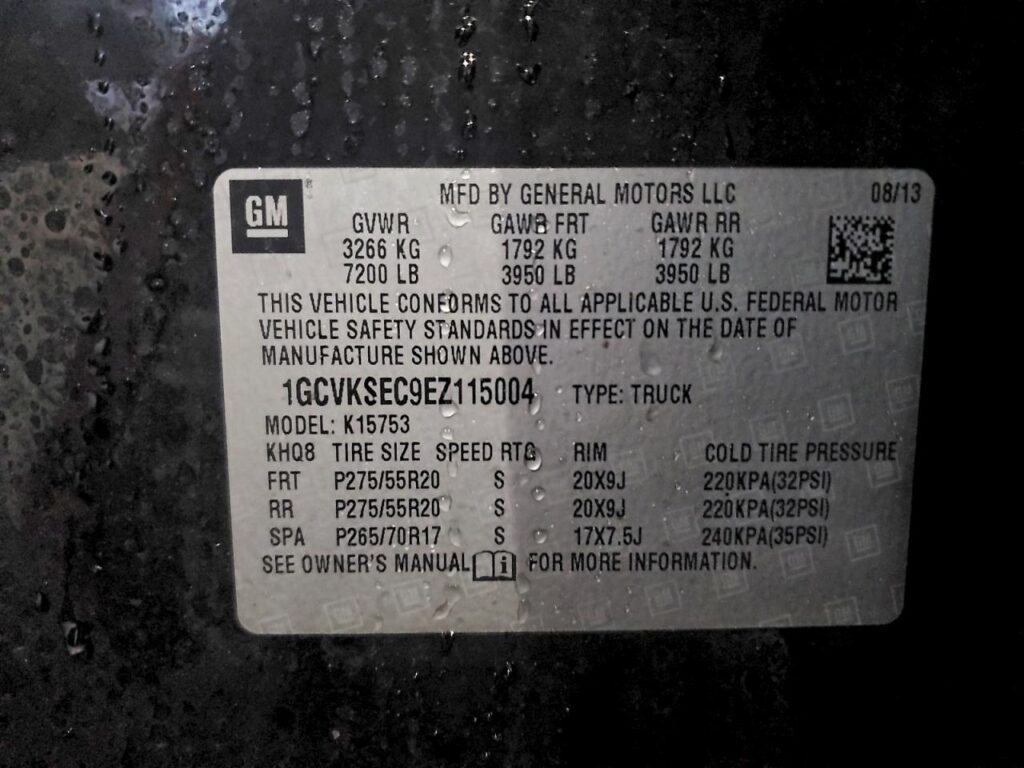 GM
MFD BY GENERAL MOTORS LLC 08/13
GVWR GAWR FRT GAWR RR
3266 KG 1792 KG 1792 KG
7200 LB 3950 LB 3950 LB
THIS VEHICLE CONFORMS TO ALL APPLICABLE U.S. FEDERAL MOTOR
VEHICLE SAFETY STANDARDS IN EFFECT ON THE DATE OF
MANUFACTURE SHOWN ABOVE.
1GCVKSEC9EZ115004 TYPE: TRUCK
MODEL: K15753
KHQ8 TIRE SIZE SPEED RTG RIM COLD TIRE PRESSURE
FRT P275/55R20 S 20X9J 220KPA(32PSI)
RR P275/55R20 S 20X9J 220KPA(32PSI)
SPA P265/70R17 S 17X7.5J 240KPA(35PSI)
SEE OWNER'S MANUAL i FOR MORE INFORMATION.